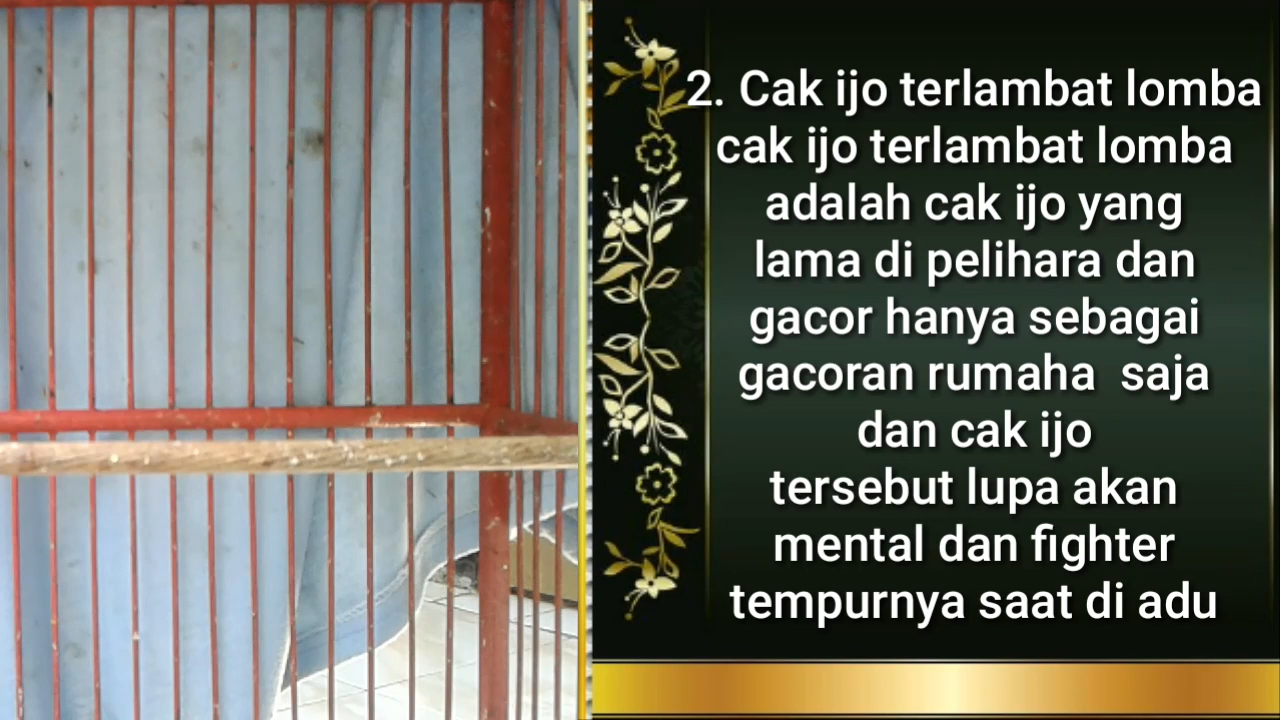 2. Cak ijo terlambat lomba
cak ijo terlambat lomba
adalah cak ijo yang
lama di pelihara dan
gacor hanya sebagai
gacoran rumaha  saja
dan cak ijo
tersebut lupa akan
mental dan fighter
tempurnya saat di adu